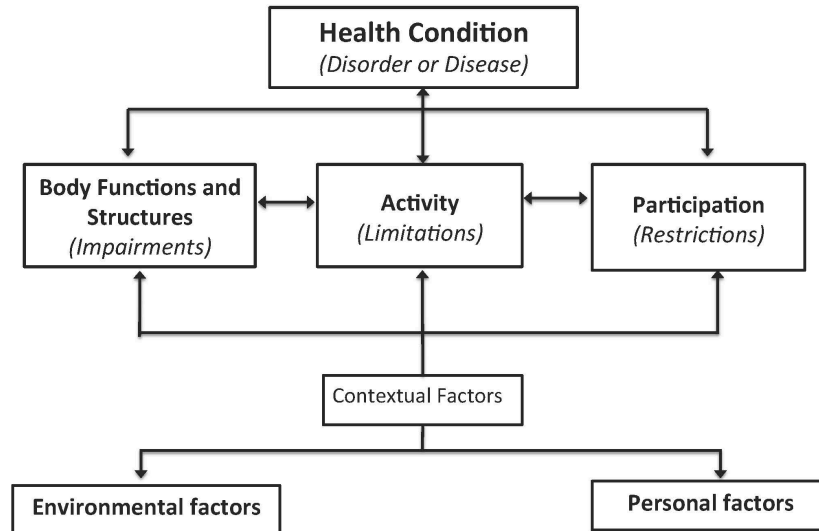 Health Condition
(Disorder or Disease)
Body Functions and
Structures
(Impairments)
Activity
(Limitations)
Participation
(Restrictions)
Contextual Factors
Environmental factors
Personal factors